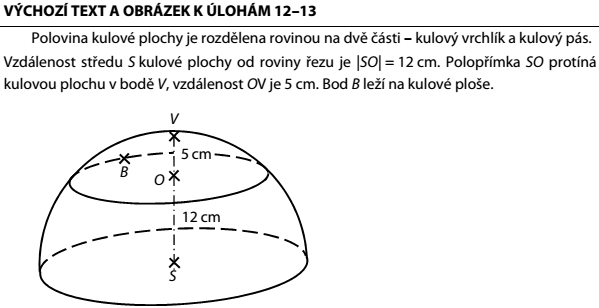 VÝCHOZÍ TEXT A OBRÁZEK K ÚLOHÁM 12–13
Polovina kulové plochy je rozdělena rovinou na dvě části – kulový vrchlík a kulový pás.
Vzdálenost středu S kulové plochy od roviny řezu je |SO| = 12 cm. Polopřímka SO protíná
kulovou plochu v bodě V, vzdálenost OV je 5 cm. Bod B leží na kulové ploše.
V
5 cm
B
O
12 cm
S